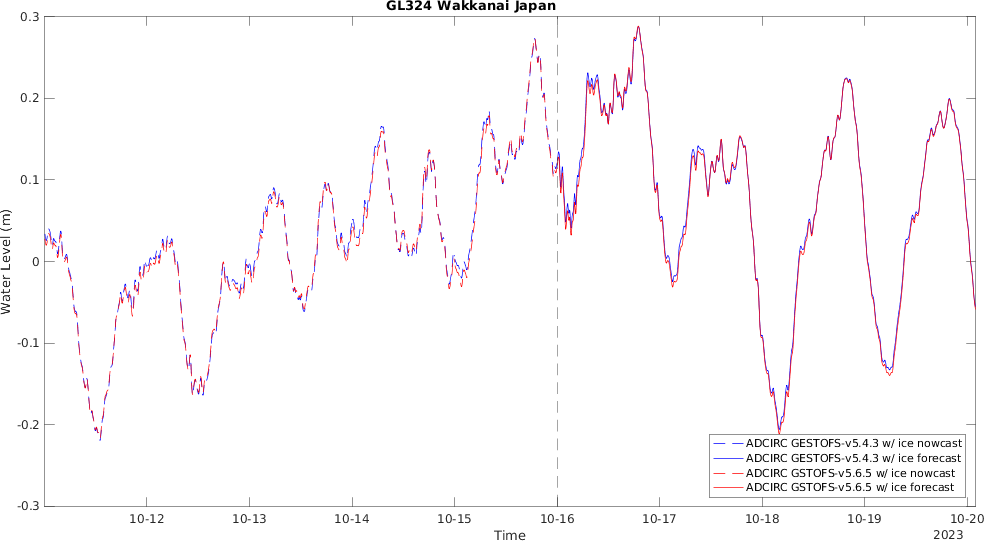 GL324 Wakkanai Japan
0.3
0.2
0.1
0
-0.1
-0.2
-0.3
Water Level (m)
ADCIRC GESTOFS-v5.4.3 w/ ice nowcast
ADCIRC GESTOFS-v5.4.3 w/ ice forecast
ADCIRC GSTOFS-v5.6.5 w/ ice nowcast
ADCIRC GSTOFS-v5.6.5 w/ ice forecast
10-12 10-13 10-14 10-15 10-16 10-17 10-18 10-19 10-20
Time 2023